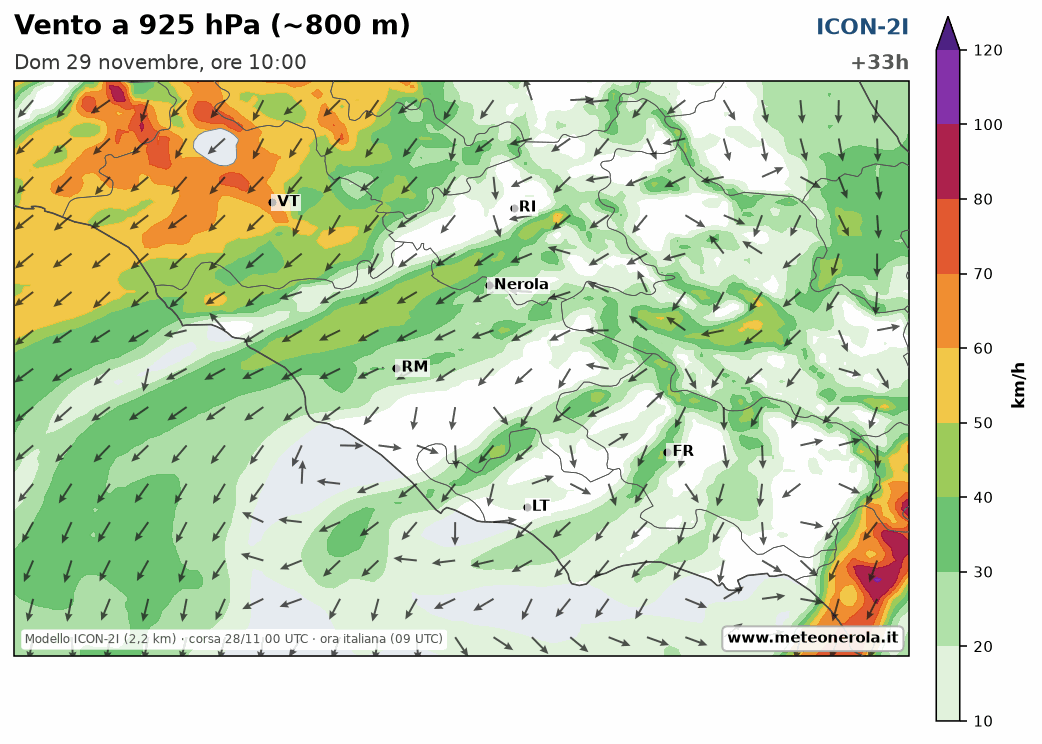 Vento a 925 hPa (~800 m)
ICON-2I
Dom 29 novembre, ore 10:00
+33h
120
100
80
70
60
50
40
30
20
10
km/h
VT
RI
Nerola
RM
FR
LT
Modello ICON-2I (2,2 km) · corsa 28/11 00 UTC · ora italiana (09 UTC)
www.meteonerola.it